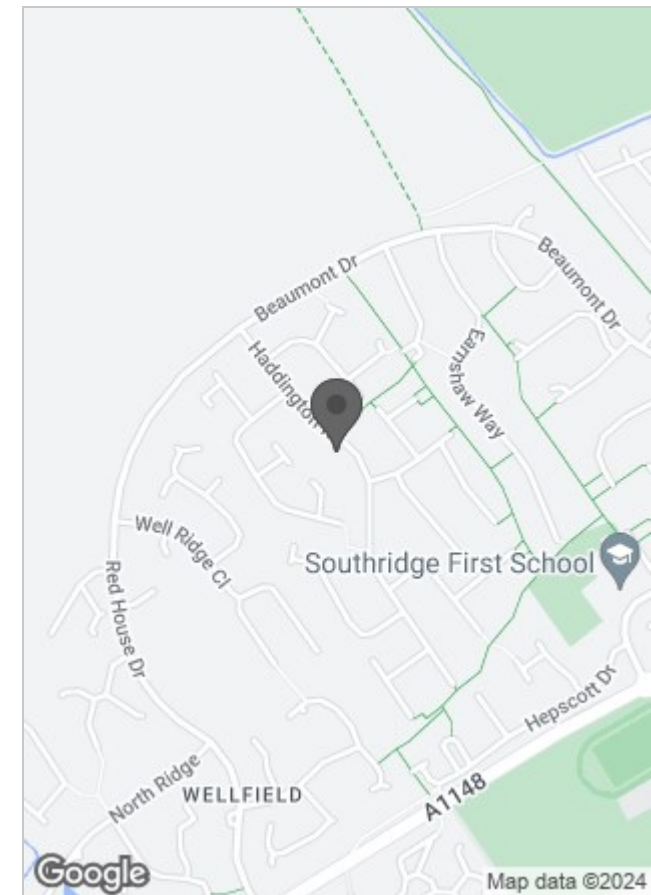 Beaumont Dr
Beaumont Dr
Earnshaw Way
Haddington
Well Ridge Cl
Southridge First School
Red House Dr
Hepscott Dr
North Ridge
WELLFIELD
A1148
Google
Map data ©2024